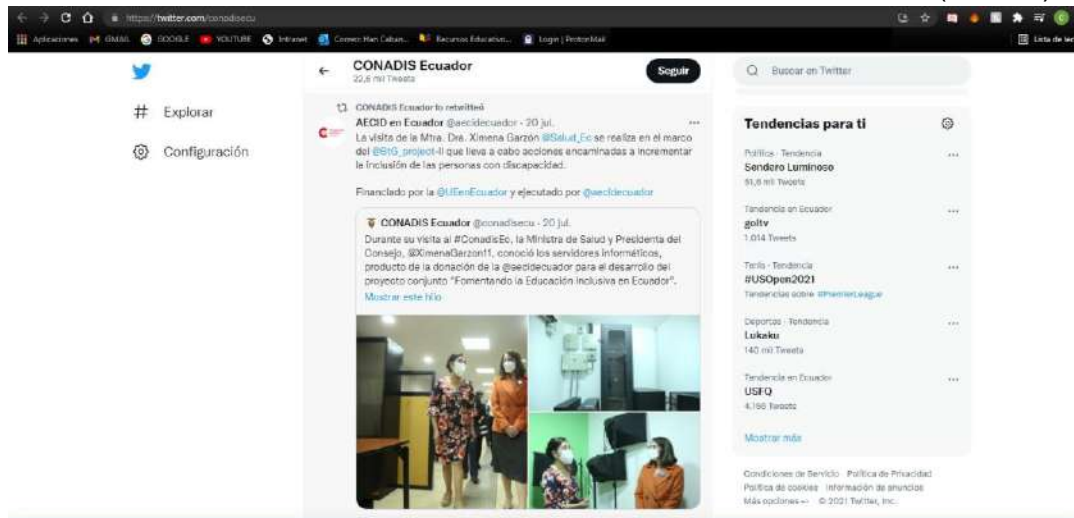 https://twitter.com/conadisecu
Aplicaciones
GMAIL
GOOGLE
YOUTUBE
Intranet
Correo: Han Caban...
Recursos Educativ...
Login | ProtonMail
Lista de lec
CONADIS Ecuador
22,6 mil Tweets
Seguir
Buscar en Twitter
Explorar
Configuración
CONADIS Ecuador lo retwitteó
AECID en Ecuador @aecidecuador · 20 jul.
La visita de la Mtra. Dra. Ximena Garzón @Salud_Ec se realiza en el marco
del @BtG_project-II que lleva a cabo acciones encaminadas a incrementar
la inclusión de las personas con discapacidad.
Financiado por la @UEenEcuador y ejecutado por @aecidecuador
CONADIS Ecuador @conadisecu · 20 jul.
Durante su visita al #ConadisEc, la Ministra de Salud y Presidenta del
Consejo, @XimenaGarzon11, conoció los servidores informáticos,
producto de la donación de la @aecidecuador para el desarrollo del
proyecto conjunto "Fomentando la Educación Inclusiva en Ecuador".
Mostrar este hilo
Tendencias para ti
Política · Tendencia
Sendero Luminoso
51,6 mil Tweets
Tendencia en Ecuador
goltv
1.014 Tweets
Tenis · Tendencia
#USOpen2021
Tendencias sobre #PremierLeague
Deportes · Tendencia
Lukaku
140 mil Tweets
Tendencia en Ecuador
USFQ
4.166 Tweets
Mostrar más
Condiciones de Servicio Política de Privacidad
Política de cookies Información de anuncios
Más opciones ··· © 2021 Twitter, Inc.